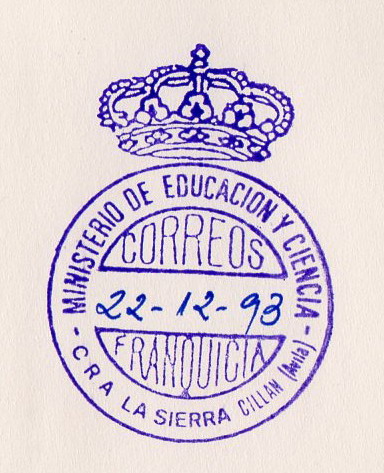 MINISTERIO DE EDUCACION Y CIENCIA
CORREOS
22-12-93
FRANQUICIA
- CRA LA SIERRA CILLAN (Avila) -